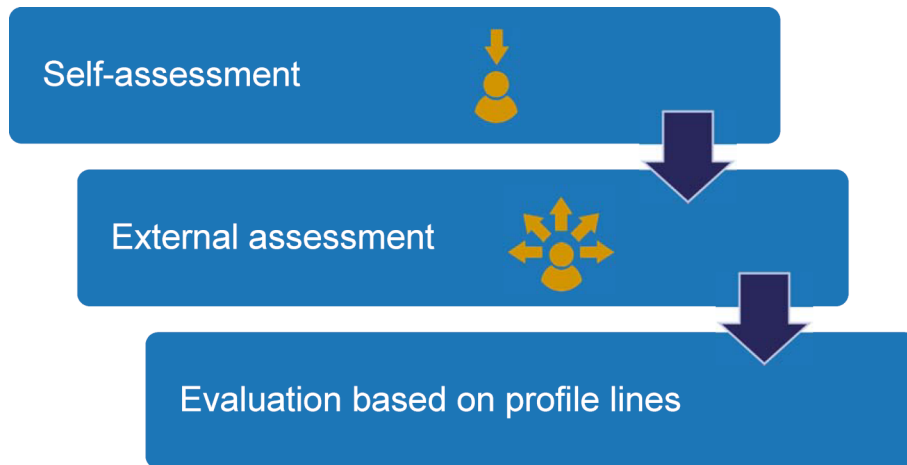 Self-assessment
External assessment
Evaluation based on profile lines